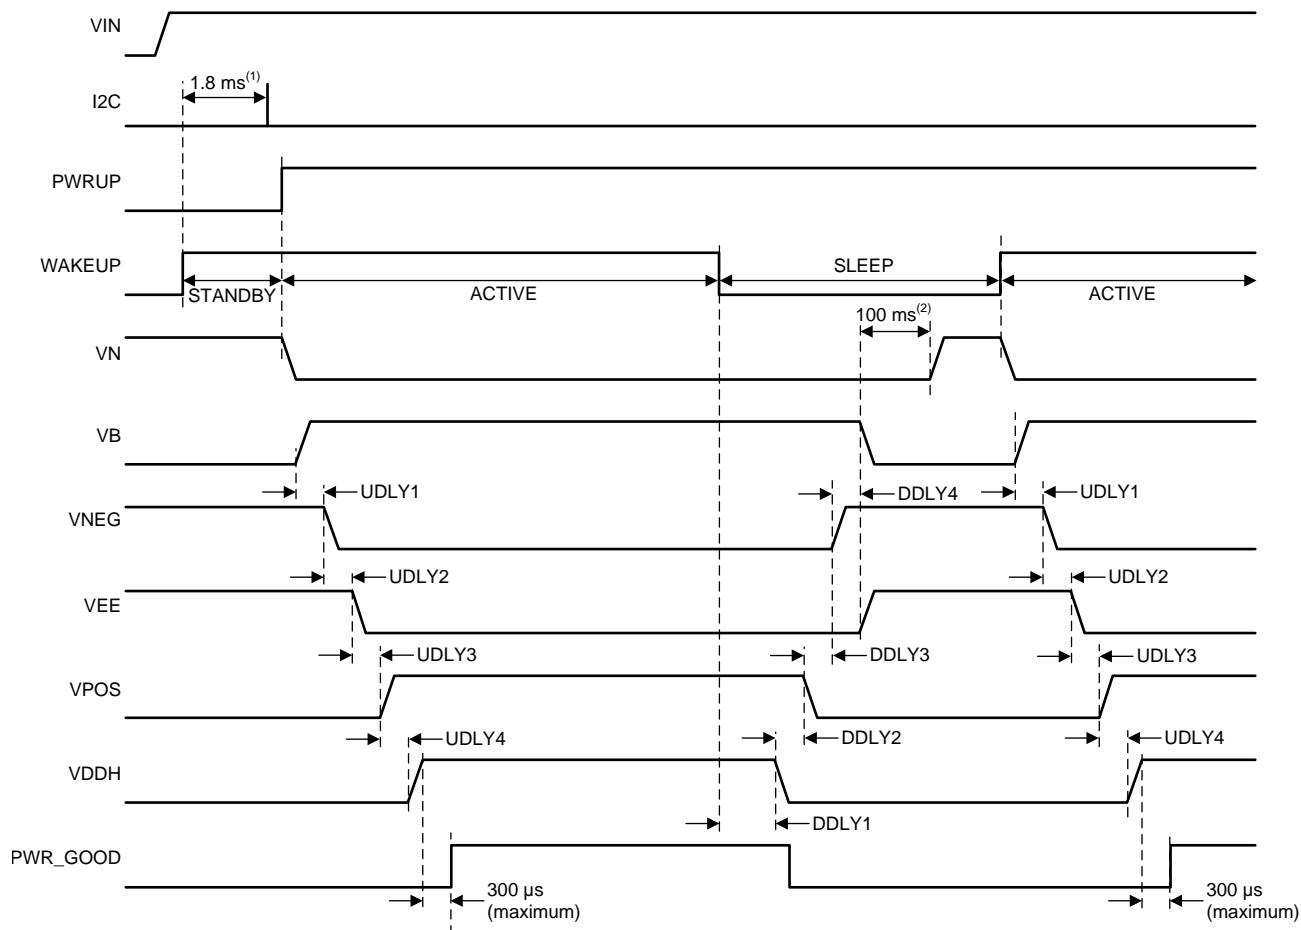 VIN
1.8 ms(1)
I2C
PWRUP
WAKEUP
SLEEP
STANDBY
ACTIVE
ACTIVE
100 ms(2)
VN
VB
UDLY1
DDLY4
UDLY1
VNEG
UDLY2
UDLY2
VEE
UDLY3
DDLY3
UDLY3
VPOS
UDLY4
DDLY2
UDLY4
VDDH
DDLY1
PWR_GOOD
300 µs
(maximum)
300 µs
(maximum)